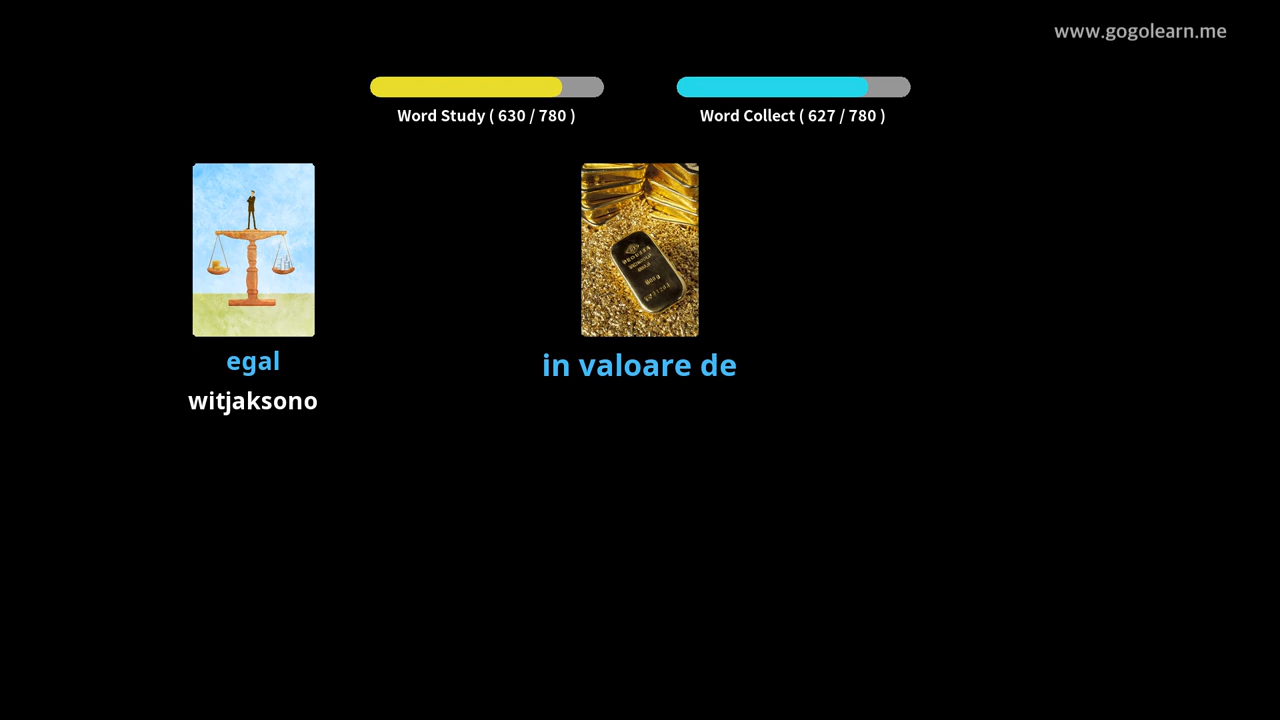 www.gogolearn.me
Word Study ( 630 / 780 )
Word Collect ( 627 / 780 )
egal
witjaksono
in valoare de